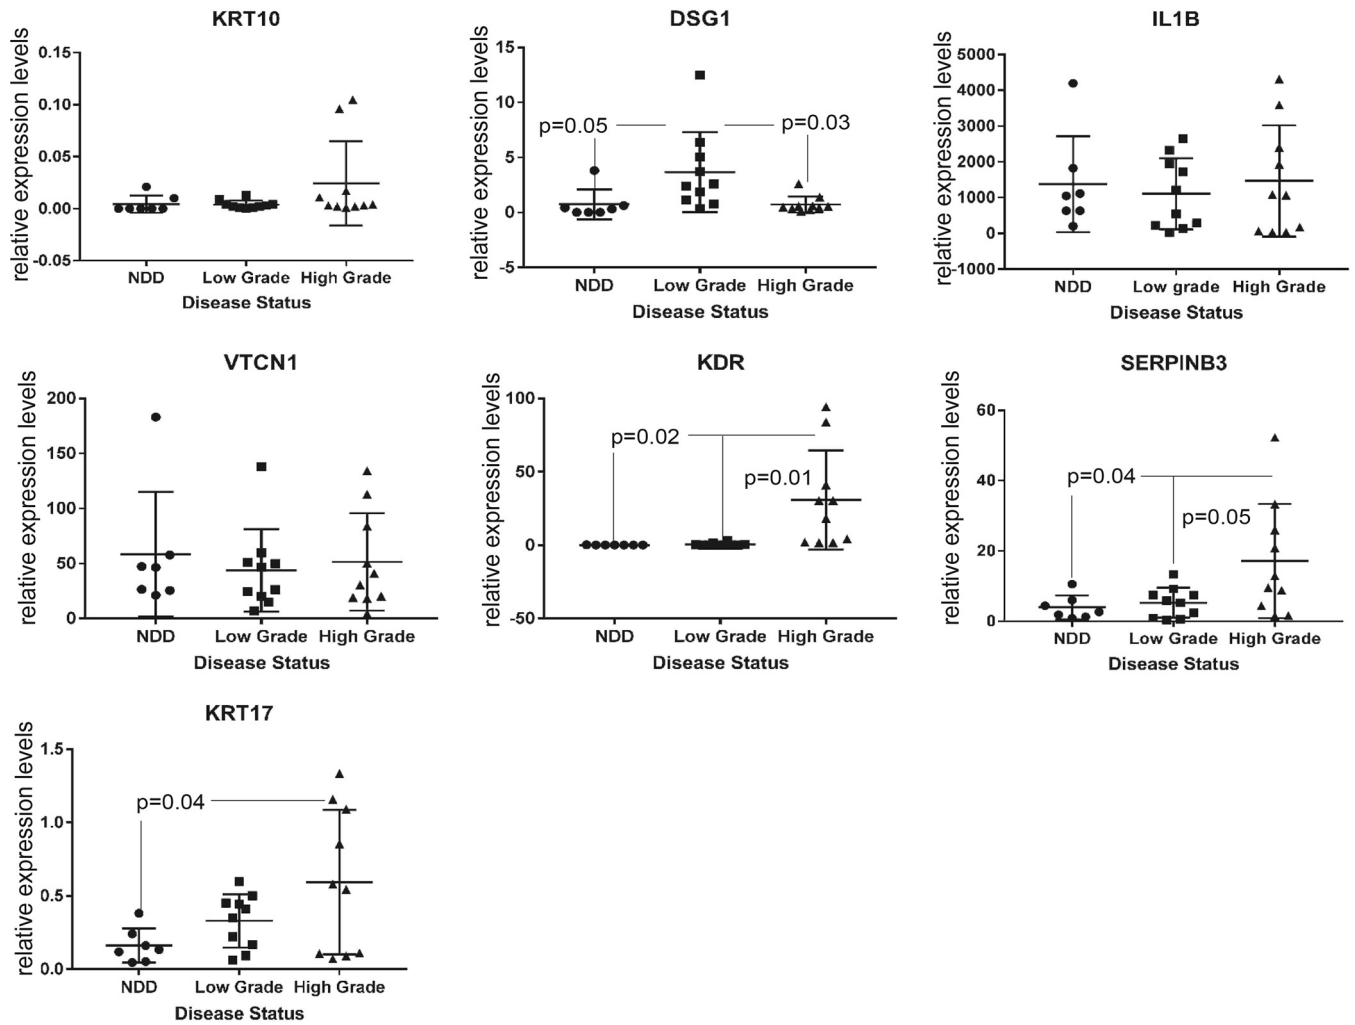 KRT10
relative expression levels
0.15
0.10
0.05
0.00
-0.05
NDD
Low Grade
High Grade
Disease Status
DSG1
relative expression levels
15
10
5
0
-5
p=0.05
p=0.03
NDD
Low Grade
High Grade
Disease Status
IL1B
relative expression levels
5000
4000
3000
2000
1000
0
-1000
NDD
Low grade
High Grade
Disease Status
VTCN1
relative expression levels
200
150
100
50
0
NDD
Low Grade
High Grade
Disease Status
KDR
relative expression levels
100
50
0
-50
p=0.02
p=0.01
NDD
Low Grade
High Grade
Disease Status
SERPINB3
relative expression levels
60
40
20
0
p=0.04
p=0.05
NDD
Low Grade
High Grade
Disease Status
KRT17
relative expression levels
1.5
1.0
0.5
0.0
p=0.04
NDD
Low Grade
High Grade
Disease Status